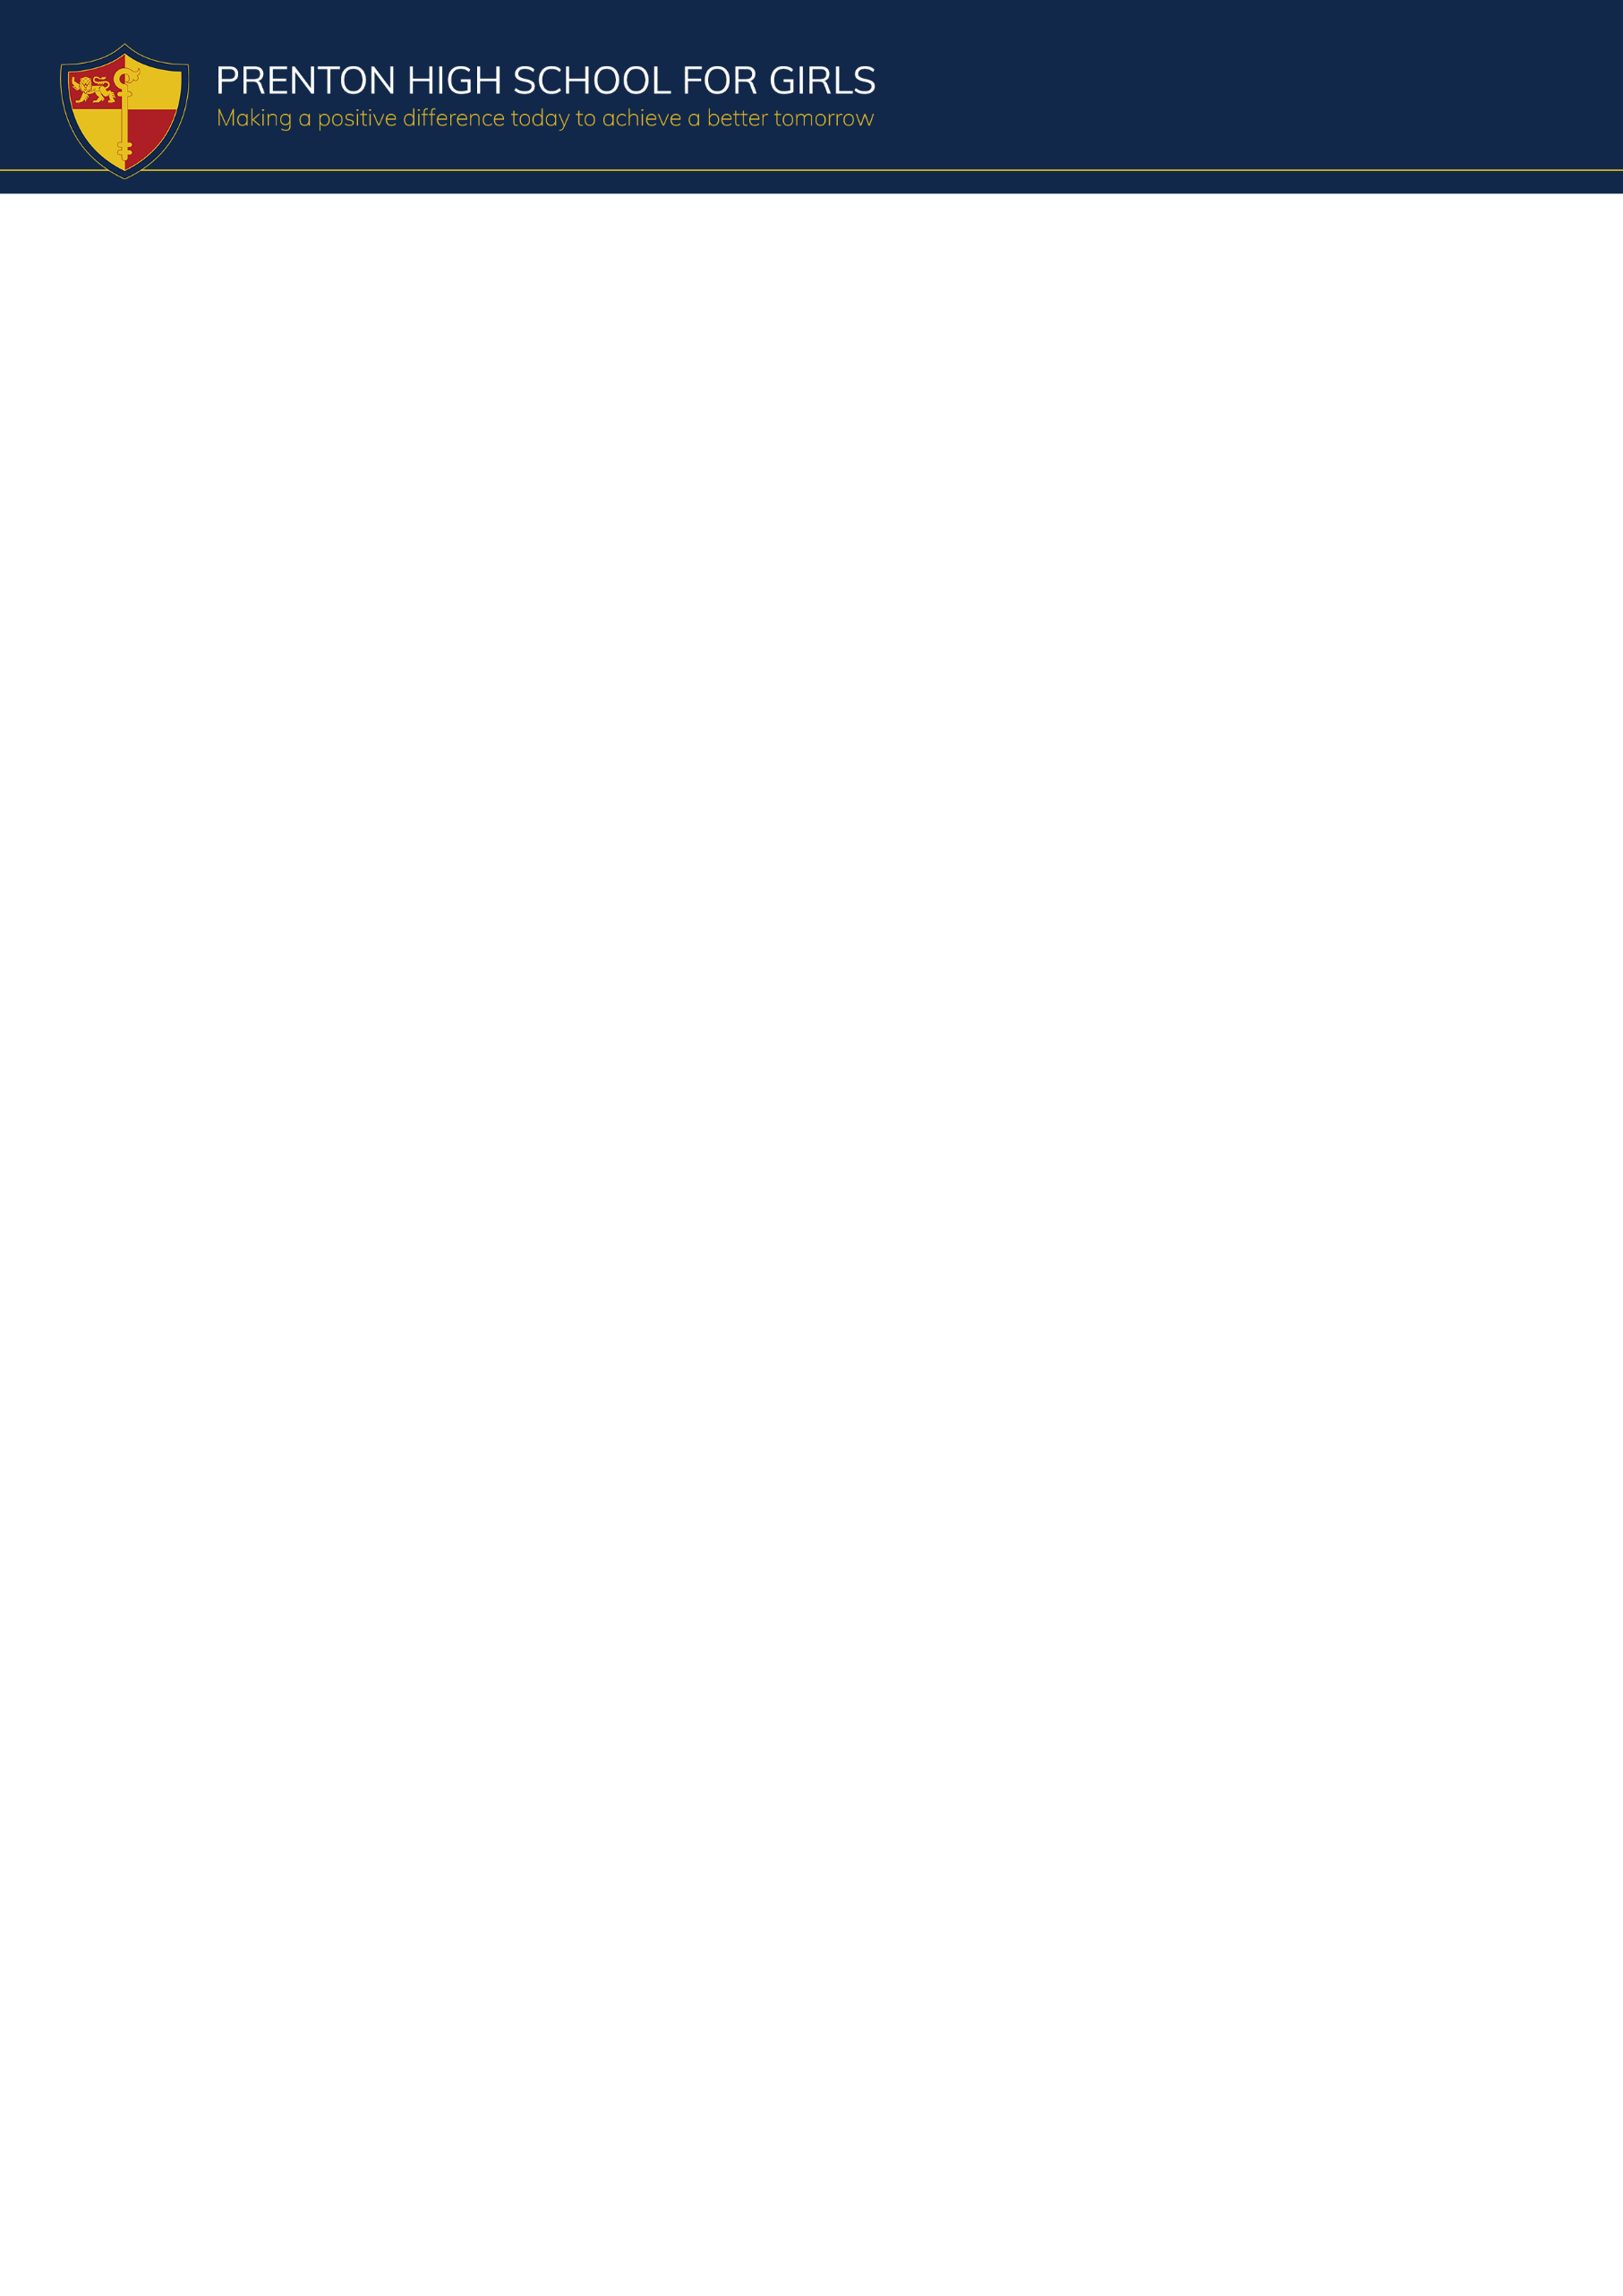 PRENTON HIGH SCHOOL FOR GIRLS
Making a positive difference today to achieve a better tomorrow